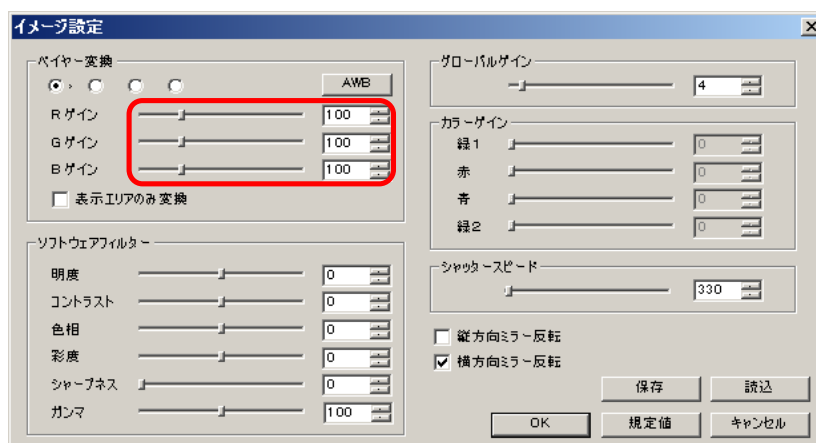 イメージ設定
ベイヤー変換
AWB
Rゲイン 100
Gゲイン 100
Bゲイン 100
表示エリアのみ変換
ソフトウェアフィルター
明度 0
コントラスト 0
色相 0
彩度 0
シャープネス 0
ガンマ 100
グローバルゲイン
4
カラーゲイン
緑1 0
赤 0
青 0
緑2 0
シャッタースピード
330
縦方向ミラー反転
横方向ミラー反転
保存 読込
OK 規定値 キャンセル